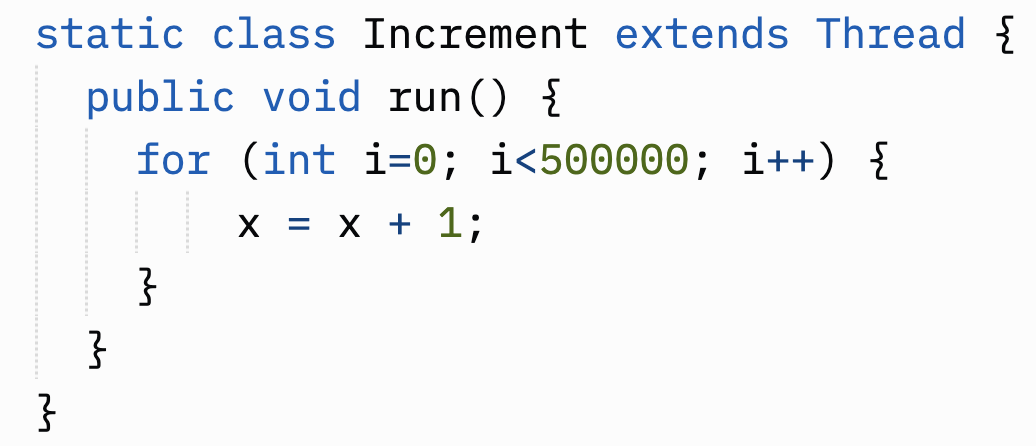 static class Increment extends Thread {
public void run() {
for (int i=0; i<500000; i++) {
x = x + 1;
}
}
}